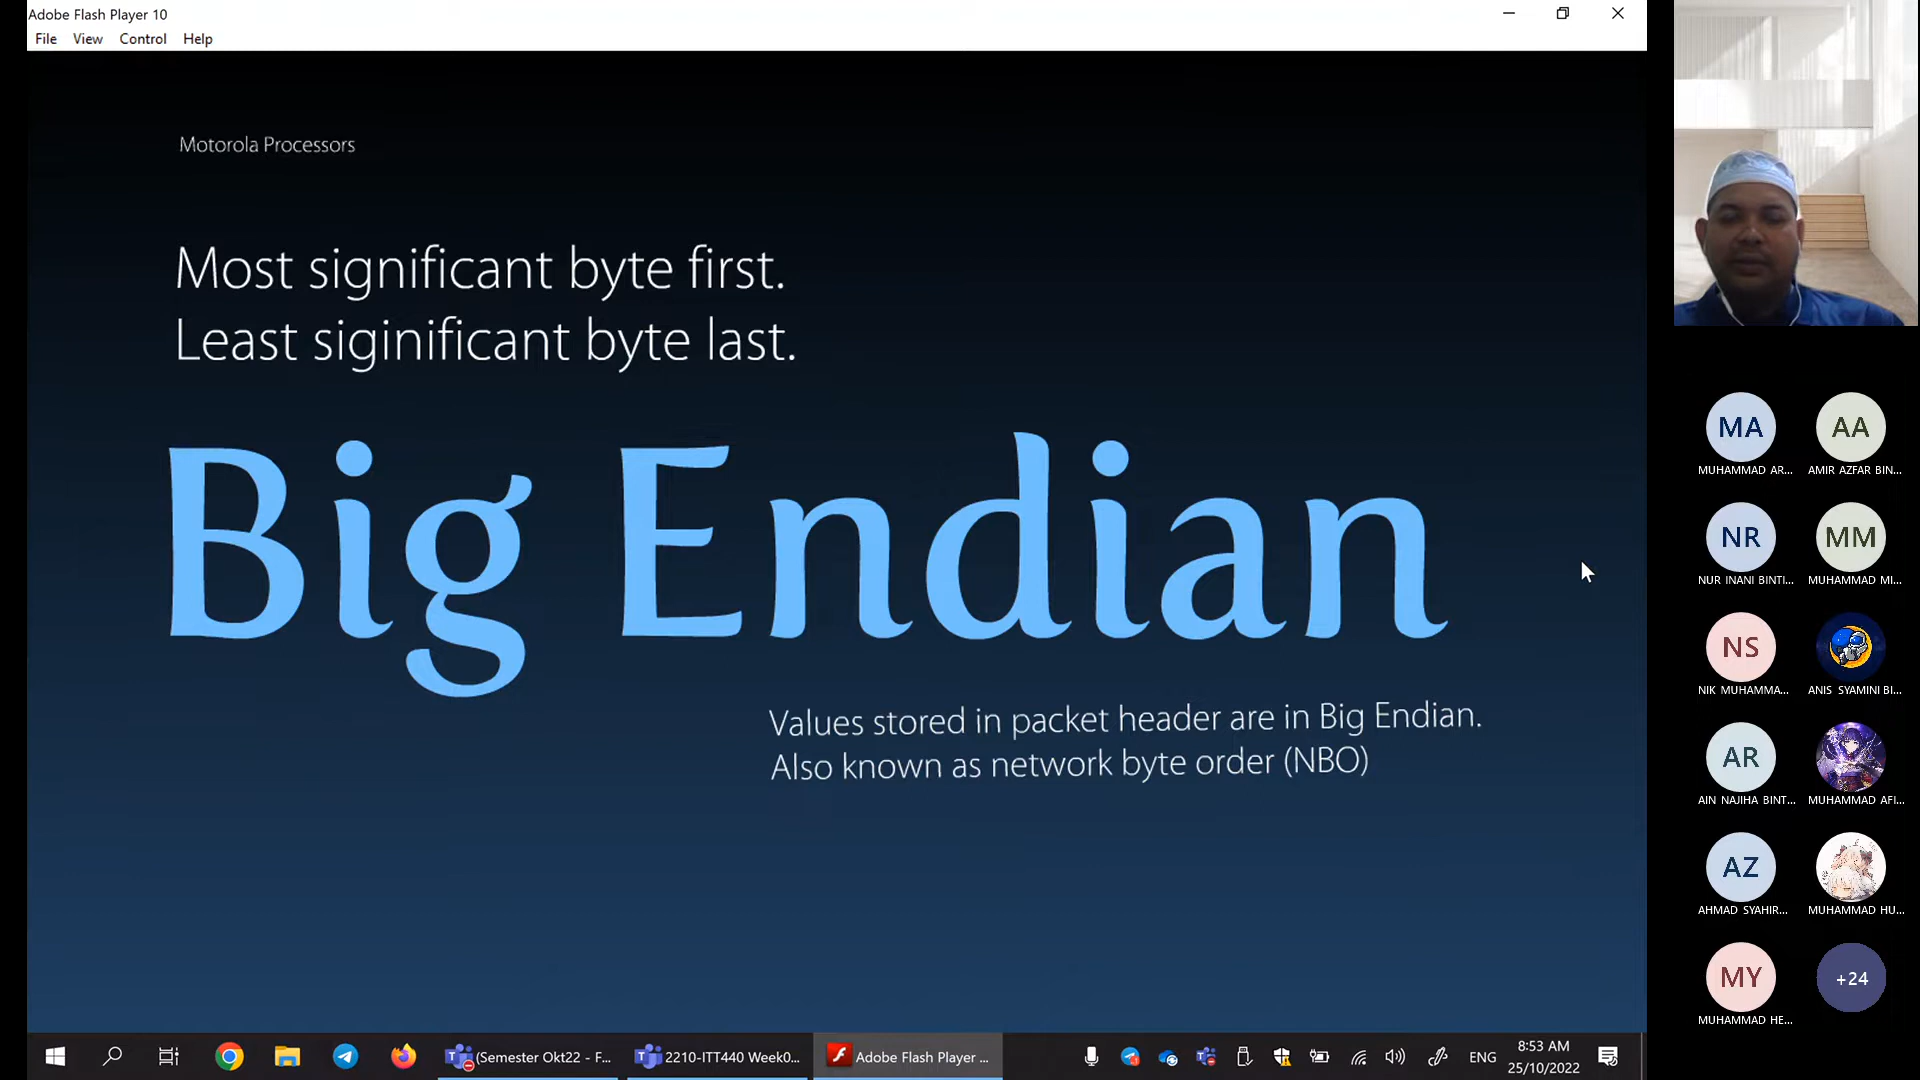 Adobe Flash Player 10
File View Control Help
Motorola Processors
Most significant byte first.
Least siginificant byte last.
Big Endian
Values stored in packet header are in Big Endian.
Also known as network byte order (NBO)
MA
MUHAMMAD AR...
AA
AMIR AZFAR BIN...
NR
NUR INANI BINTI...
MM
MUHAMMAD MI...
NS
NIK MUHAMMA...
ANIS SYAMINI BI...
AR
AIN NAJIHA BINT...
MUHAMMAD AFI...
AZ
AHMAD SYAHIR...
MUHAMMAD HU...
MY
MUHAMMAD HE...
+24
(Semester Okt22 - F...
2210-ITT440 Week0...
Adobe Flash Player ...
ENG
8:53 AM
25/10/2022